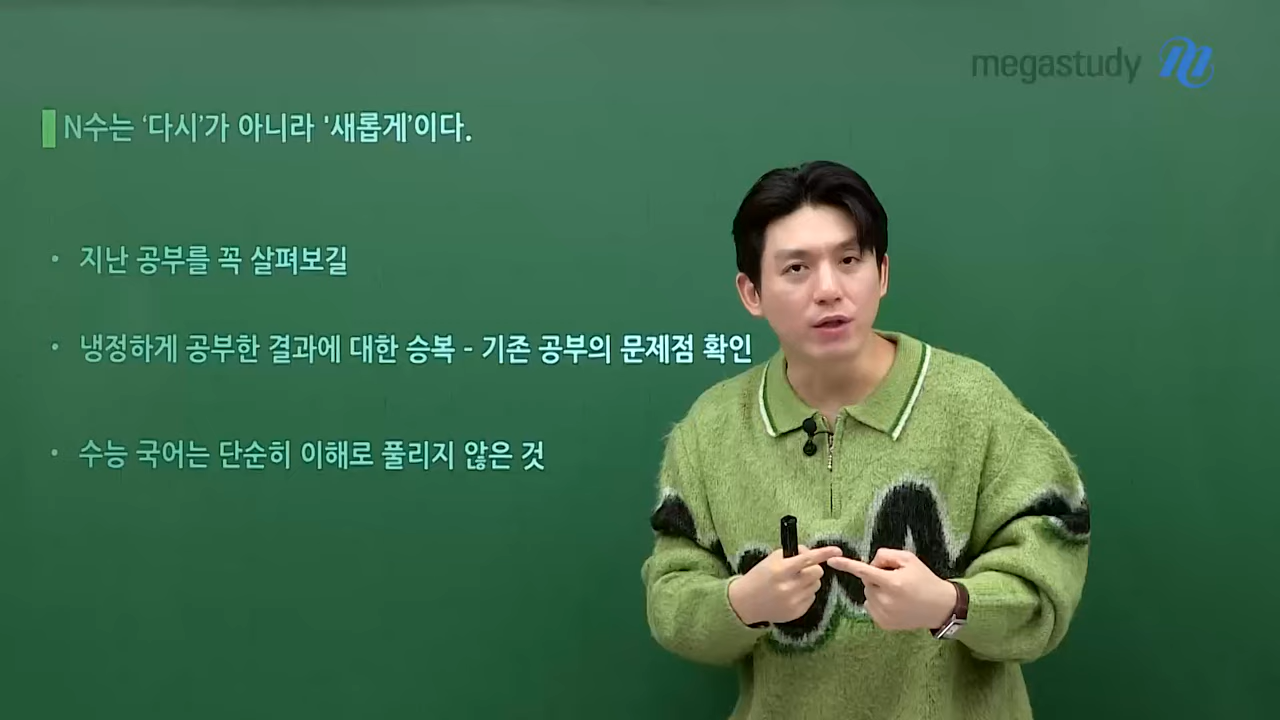 megastudy
N수는 ‘다시’가 아니라 '새롭게’이다.
• 지난 공부를 꼭 살펴보길
• 냉정하게 공부한 결과에 대한 승복 - 기존 공부의 문제점 확인
• 수능 국어는 단순히 이해로 풀리지 않은 것